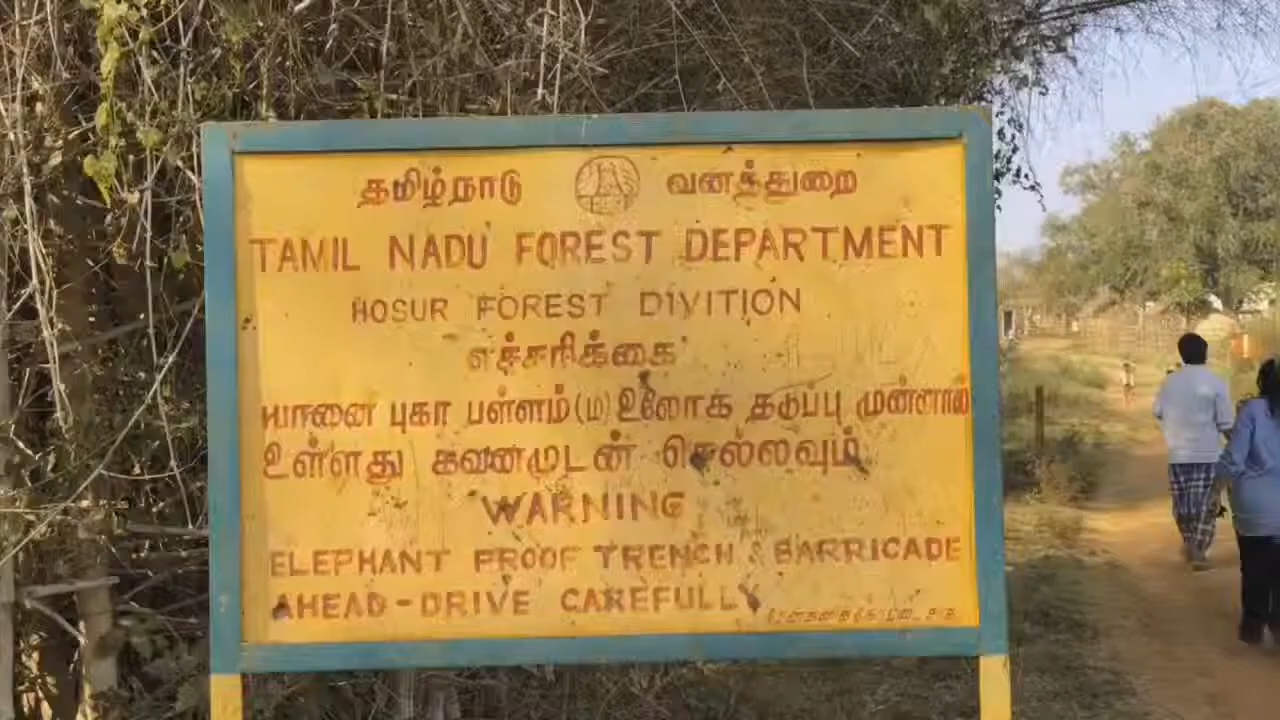 தமிழ்நாடு வனத்துறை
TAMIL NADU FOREST DEPARTMENT
HOSUR FOREST DIVITION
எச்சரிக்கை
யானை புகா பள்ளம் (ம) உலோக தடுப்பு முன்னால்
உள்ளது கவனமுடன் செல்லவும்
WARNING
ELEPHANT PROOF TRENCH & BARRICADE
AHEAD - DRIVE CAREFULLY